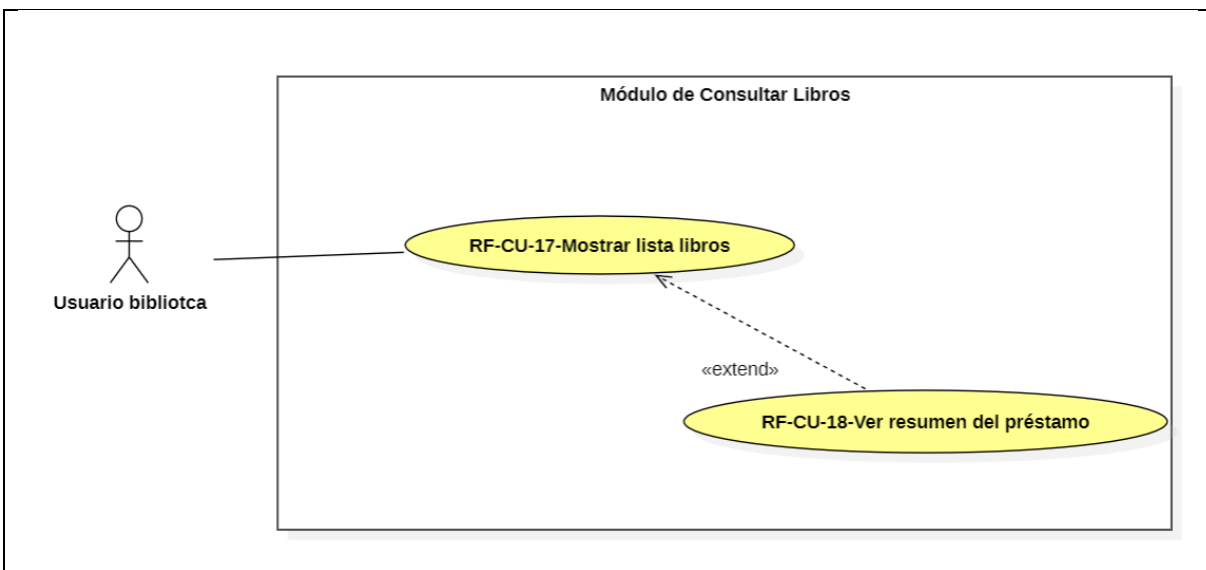 Módulo de Consultar Libros
RF-CU-17-Mostrar lista libros
Usuario bibliotca
«extend»
RF-CU-18-Ver resumen del préstamo